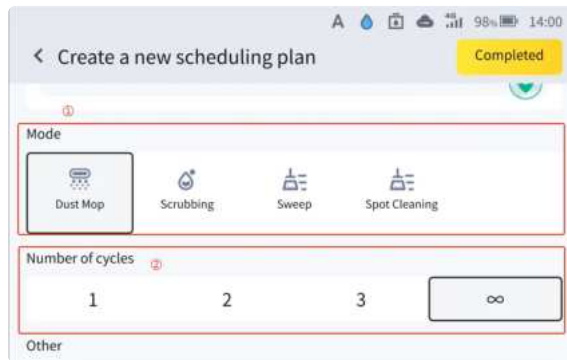 A 4G 98% 14:00
< Create a new scheduling plan Completed
①
Mode
Dust Mop Scrubbing Sweep Spot Cleaning
Number of cycles ②
1 2 3 ∞
Other